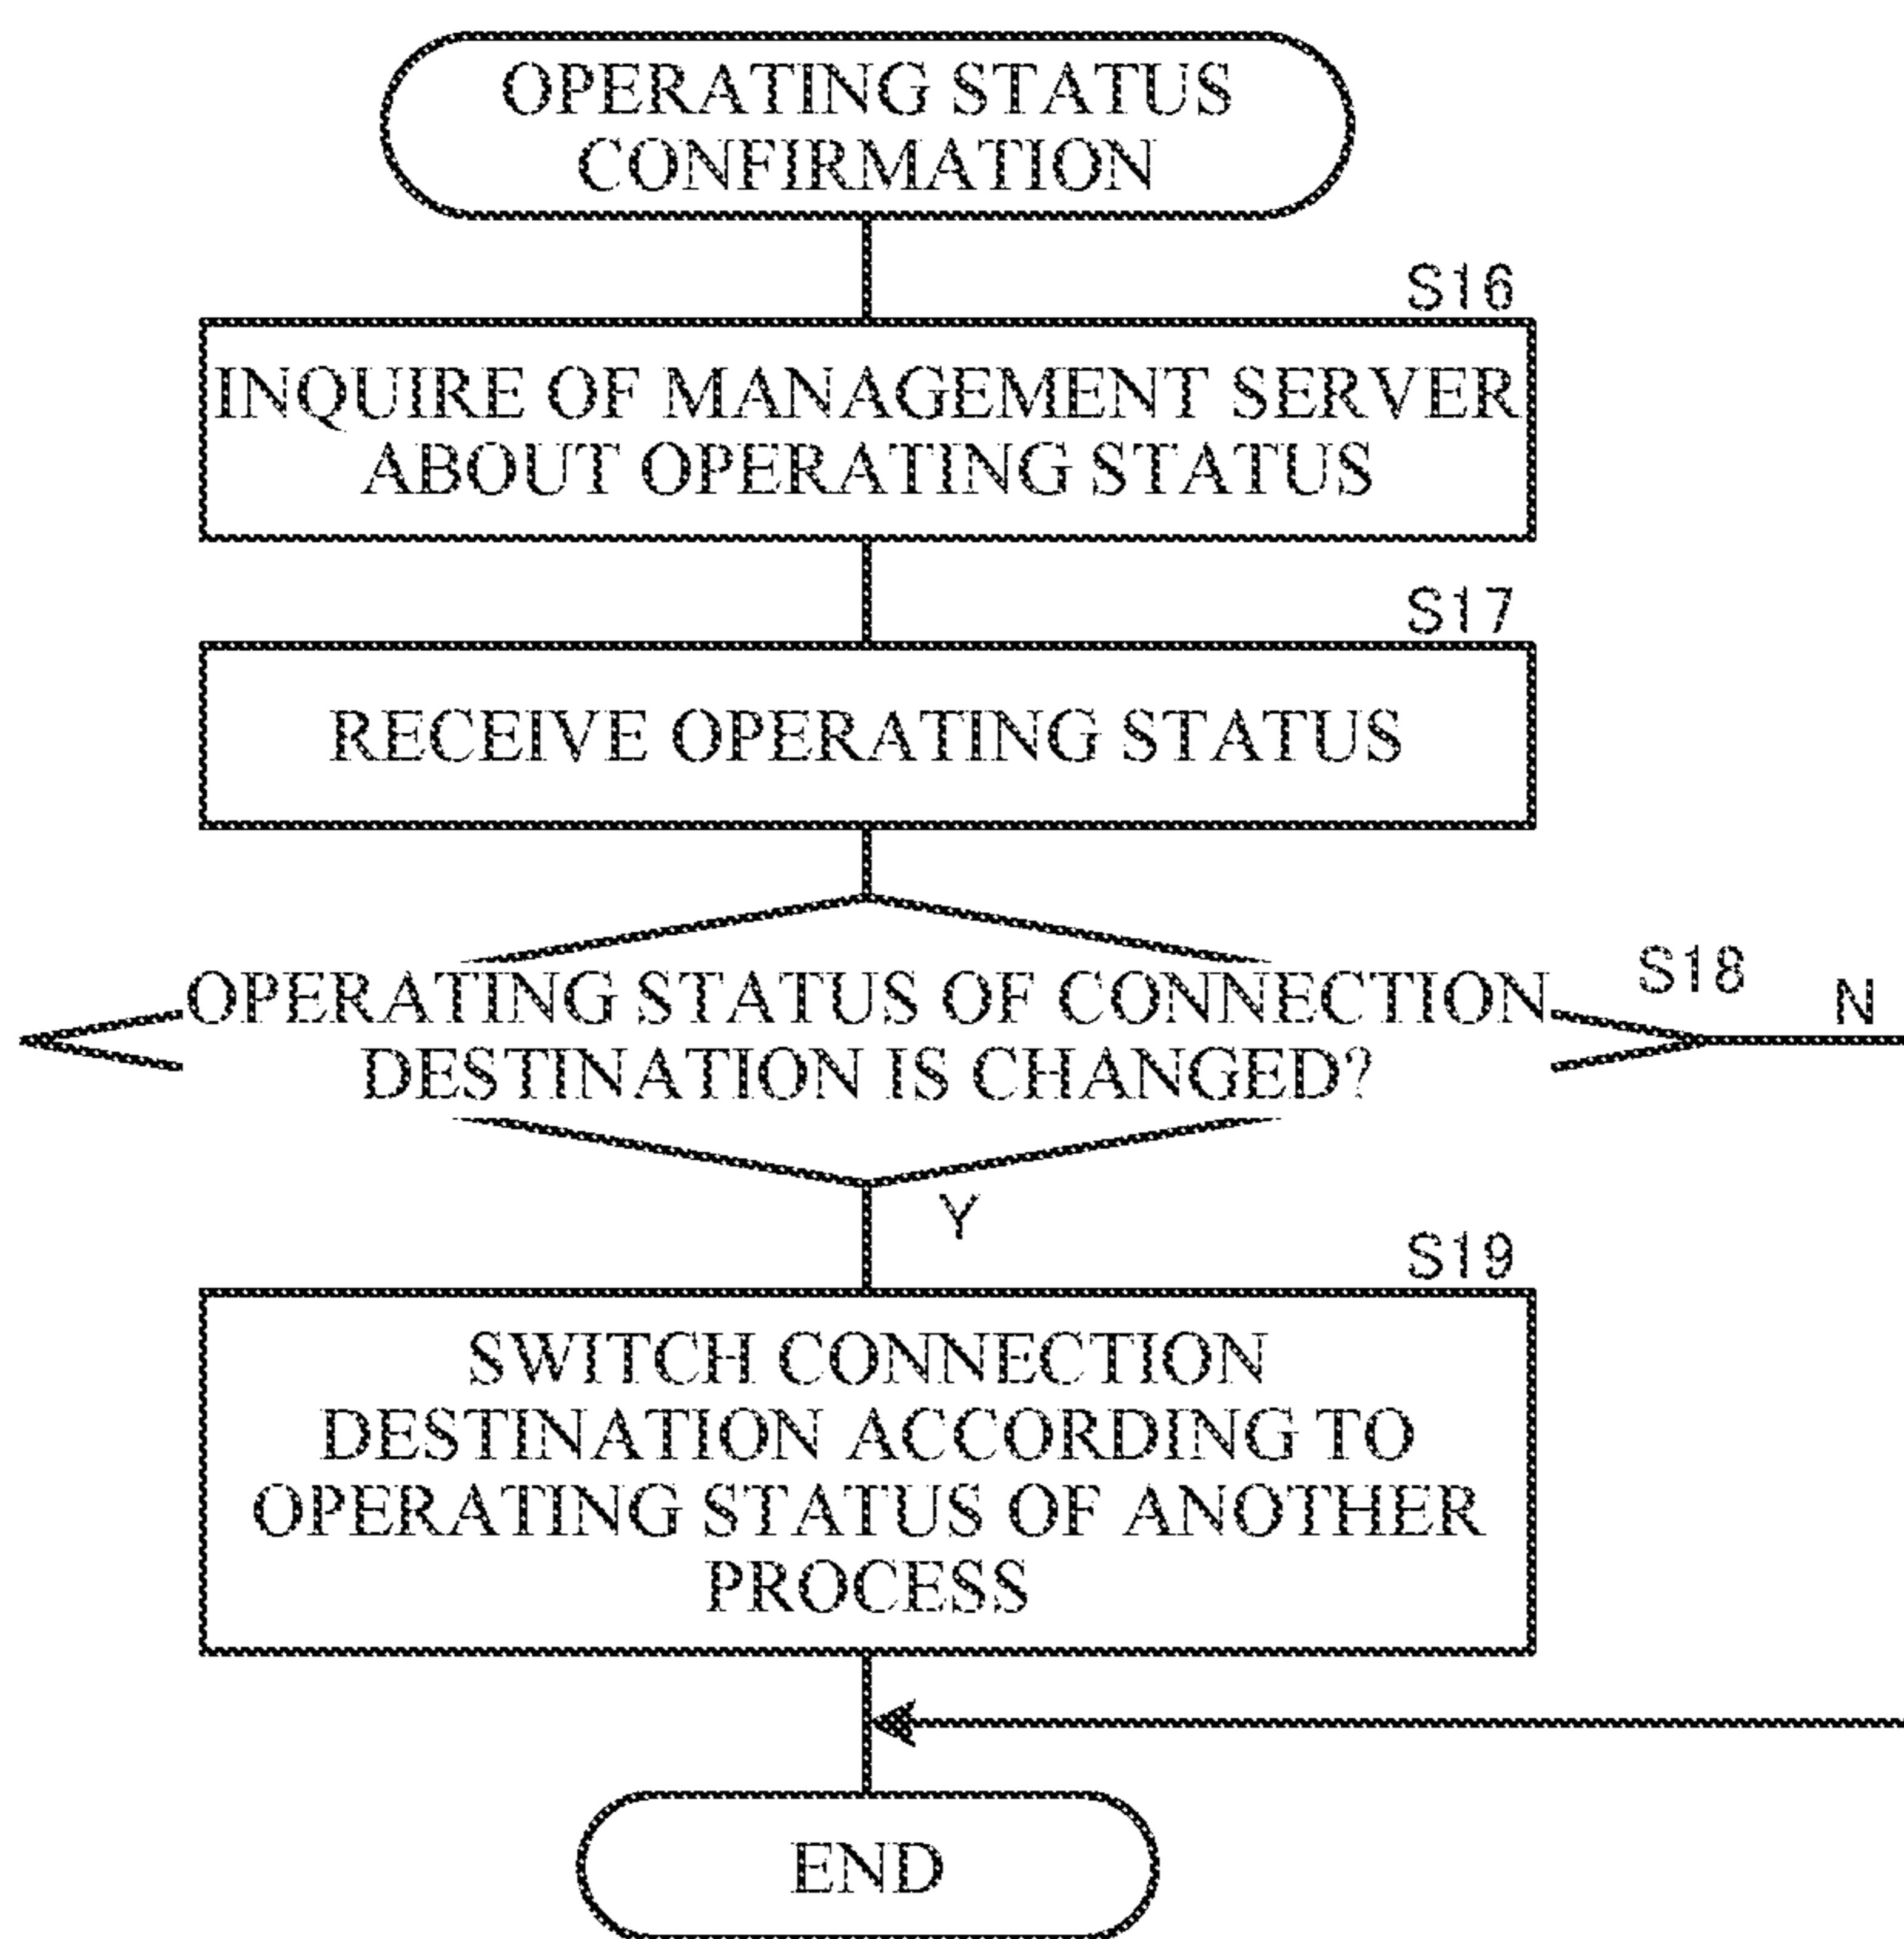 OPERATING STATUS
CONFIRMATION
S16
INQUIRE OF MANAGEMENT SERVER
ABOUT OPERATING STATUS
S17
RECEIVE OPERATING STATUS
S18
N
OPERATING STATUS OF CONNECTION
DESTINATION IS CHANGED?
Y
S19
SWITCH CONNECTION
DESTINATION ACCORDING TO
OPERATING STATUS OF ANOTHER
PROCESS
END